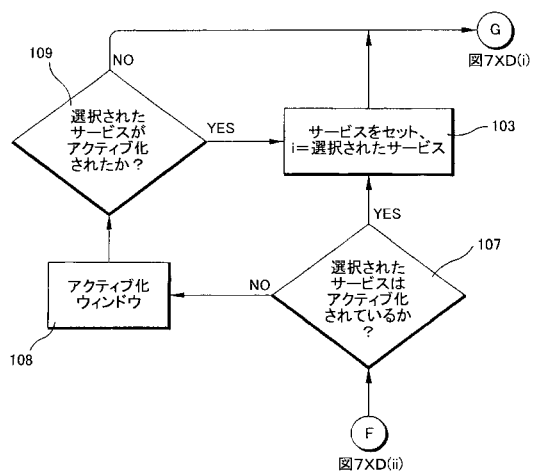 G
図7XD(i)
NO
109
選択された
サービスが
アクティブ化
されたか？
YES
サービスをセット、
i＝選択されたサービス
103
YES
107
選択された
サービスは
アクティブ化
されているか
？
NO
アクティブ化
ウィンドウ
108
F
図7XD(ii)